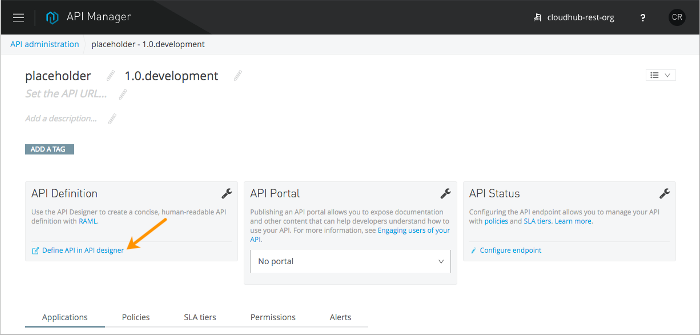 API Manager
cloudhub-rest-org
?
CR
API administration
placeholder - 1.0.development
placeholder
1.0.development
Set the API URL...
Add a description...
ADD A TAG
API Definition
Use the API Designer to create a concise, human-readable API
definition with RAML.
Define API in API designer
API Portal
Publishing an API portal allows you to expose documentation
and other content that can help developers understand how to
use your API. For more information, see Engaging users of your
API.
No portal
API Status
Configuring the API endpoint allows you to manage your API
with policies and SLA tiers. Learn more.
Configure endpoint
Applications
Policies
SLA tiers
Permissions
Alerts